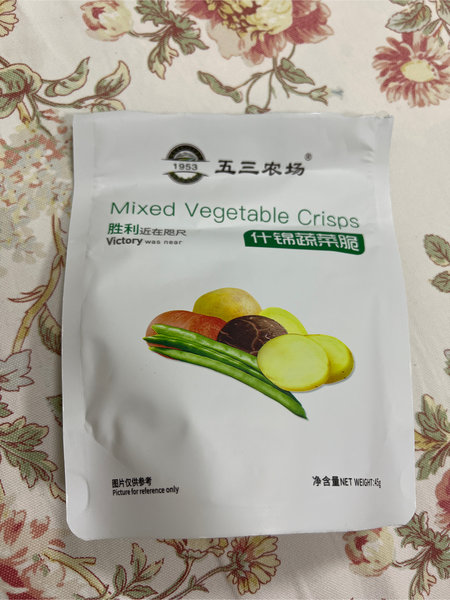 1953
五三农场®
Mixed Vegetable Crisps
胜利近在咫尺
Victory was near
什锦蔬菜脆
图片仅供参考
Picture for reference only
净含量NET WEIGHT:45g